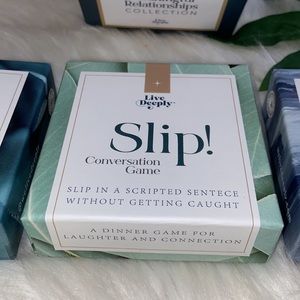 Relationships
COLLECTION
Live
Deeply
Slip!
Conversation
Game
SLIP IN A SCRIPTED SENTECE
WITHOUT GETTING CAUGHT
A DINNER GAME FOR
LAUGHTER AND CONNECTION